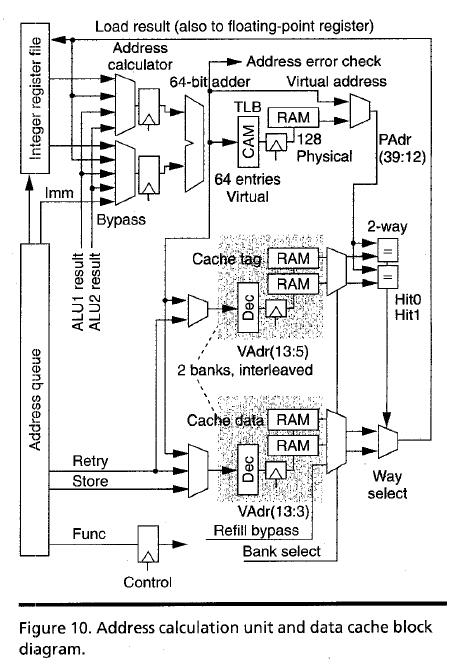 Load result (also to floating-point register)
Integer register file
Address
calculator
64-bit adder
Address error check
Virtual address
TLB
CAM
RAM
128
Physical
64 entries
Virtual
PAdr
(39:12)
Imm
Bypass
ALU1 result
ALU2 result
2-way
=
=
Hit0
Hit1
Cache tag
RAM
RAM
Dec
VAdr(13:5)
2 banks, interleaved
Address queue
Cache data
RAM
RAM
Dec
VAdr(13:3)
Way
select
Retry
Store
Refill bypass
Bank select
Func
Control
Figure 10. Address calculation unit and data cache block
diagram.